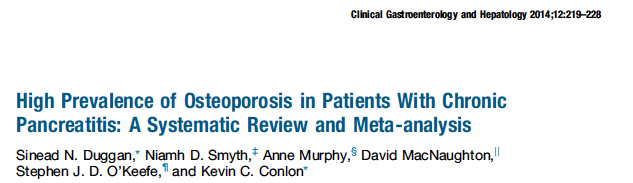 Clinical Gastroenterology and Hepatology 2014;12:219–228
High Prevalence of Osteoporosis in Patients With Chronic
Pancreatitis: A Systematic Review and Meta-analysis
Sinead N. Duggan,* Niamh D. Smyth,‡ Anne Murphy,§ David MacNaughton,||
Stephen J. D. O'Keefe,¶ and Kevin C. Conlon*